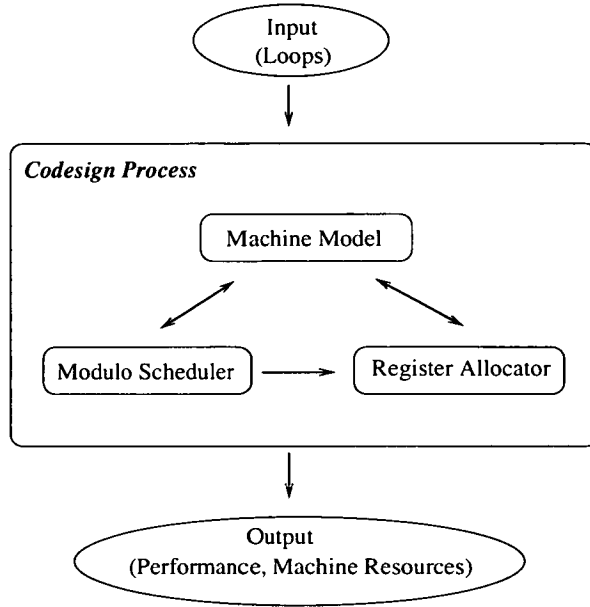 Input
(Loops)
Codesign Process
Machine Model
Modulo Scheduler
Register Allocator
Output
(Performance, Machine Resources)